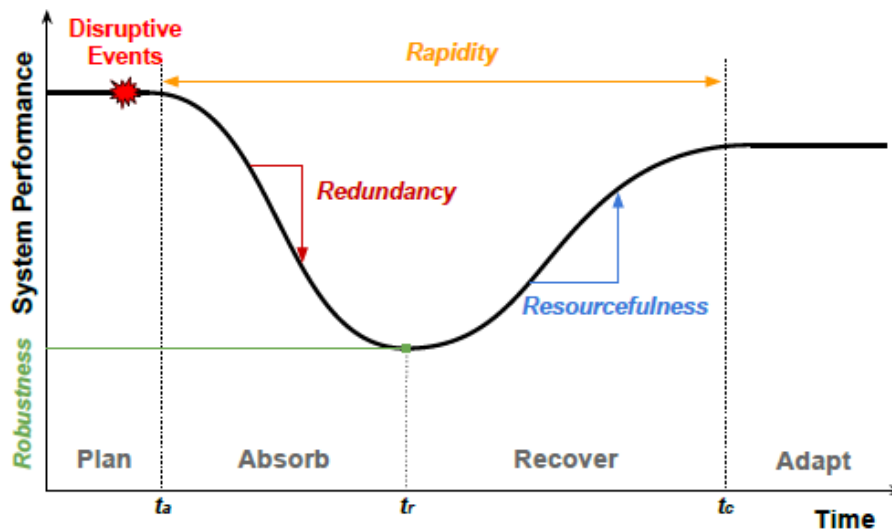 Disruptive
Events
Rapidity
System Performance
Redundancy
Resourcefulness
Robustness
Plan
Absorb
Recover
Adapt
ta
tr
tc
Time